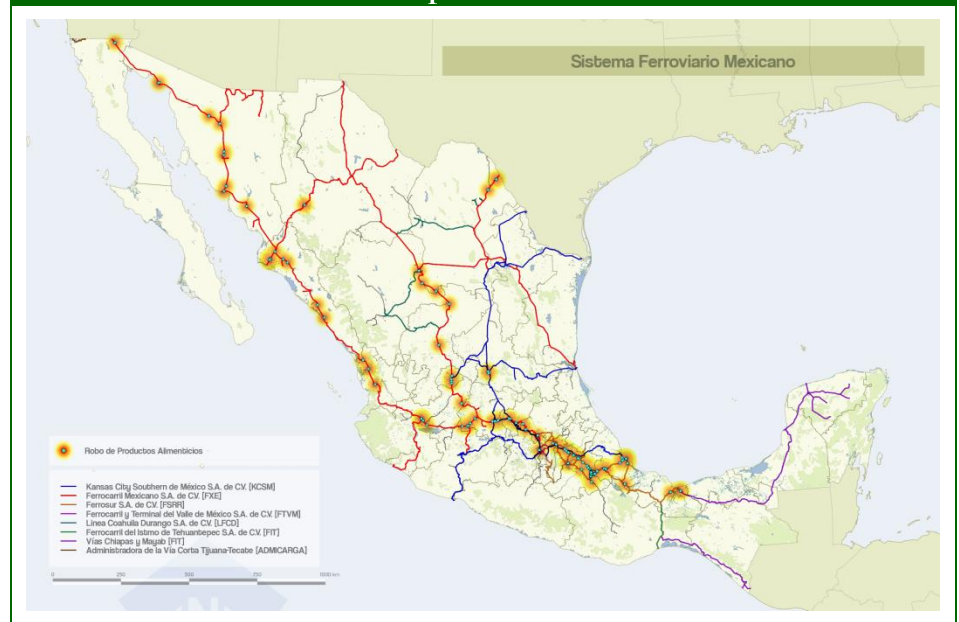 Sistema Ferroviario Mexicano
Robo de Productos Alimenticios
Kansas City Southern de México S.A. de C.V. [KCSM]
Ferrocarril Mexicano S.A. de C.V. [FXE]
Ferrosur S.A. de C.V. [FSRR]
Ferrocarril y Terminal del Valle de México S.A. de C.V. [FTVM]
Línea Coahuila Durango S.A. de C.V. [LFCD]
Ferrocarril del Istmo de Tehuantepec S.A. de C.V. [FIT]
Vías Chiapas y Mayab [FIT]
Administradora de la Vía Corta Tijuana-Tecate [ADMICARGA]
0 500 1000 km
250 750